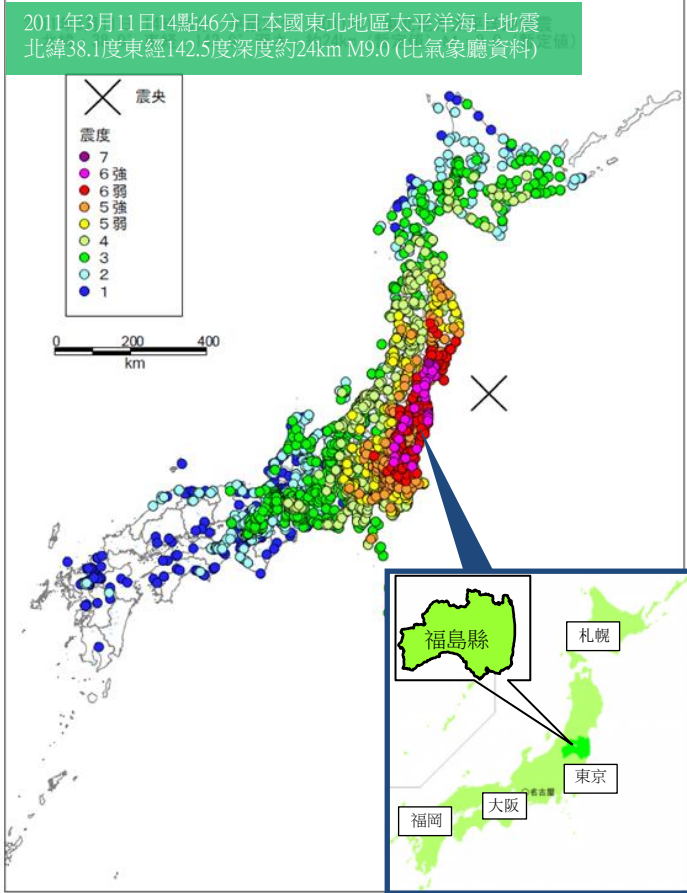 2011年3月11日14點46分日本國東北地區太平洋海上地震
北緯38.1度東經142.5度深度約24km M9.0 (比氣象廳資料)
震央
震度
7
6強
6弱
5強
5弱
4
3
2
1
0 200 400
km
福島縣
札幌
東京
名古屋
大阪
福岡